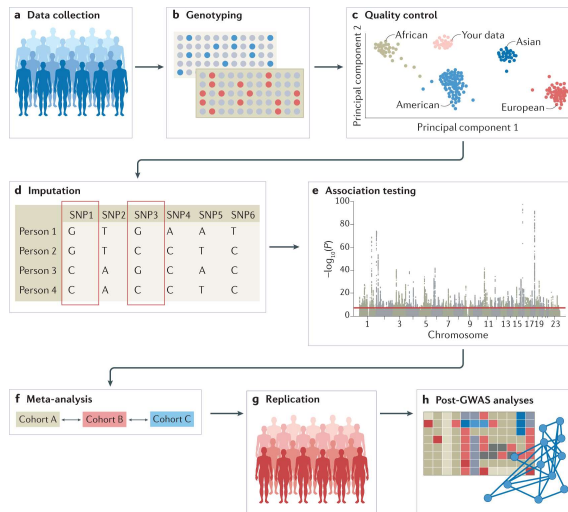 a Data collection
b Genotyping
c Quality control
African
Your data
Asian
American
European
Principal component 2
Principal component 1
d Imputation
SNP1 SNP2 SNP3 SNP4 SNP5 SNP6
Person 1 G T G A A T
Person 2 G T C C T C
Person 3 C A G C A C
Person 4 C A C C T C
e Association testing
100
80
60
40
20
0
–log10(P)
1 3 5 6 7 9 11 13 15 17 19 23
Chromosome
f Meta-analysis
Cohort A Cohort B Cohort C
g Replication
h Post-GWAS analyses